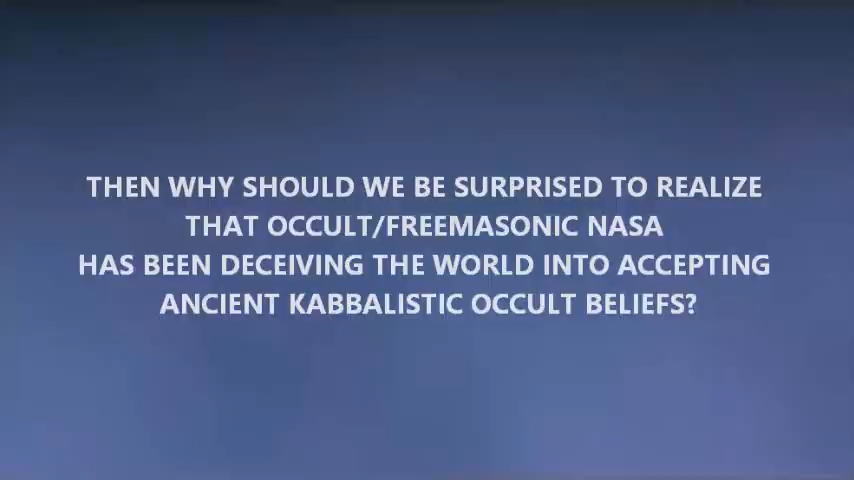 THEN WHY SHOULD WE BE SURPRISED TO REALIZE
THAT OCCULT/FREEMASONIC NASA
HAS BEEN DECEIVING THE WORLD INTO ACCEPTING
ANCIENT KABBALISTIC OCCULT BELIEFS?